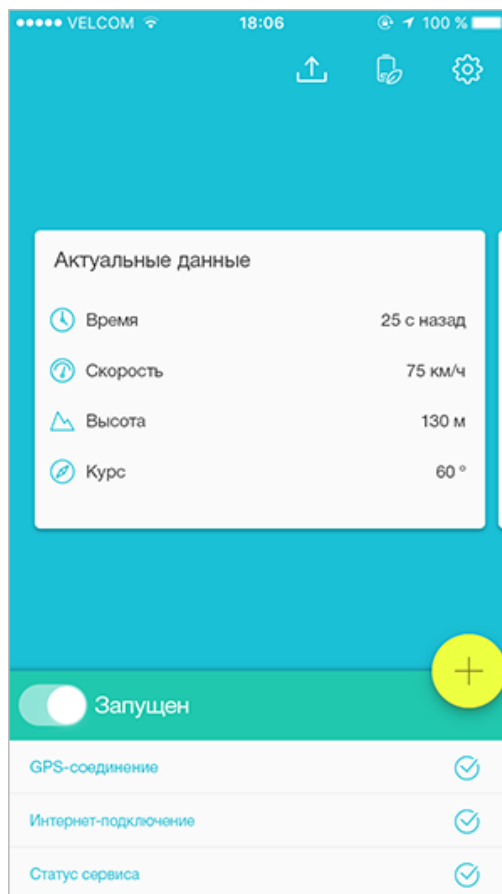 VELCOM 18:06 100 %
Актуальные данные
Время 25 с назад
Скорость 75 км/ч
Высота 130 м
Курс 60 °
Запущен
GPS-соединение
Интернет-подключение
Статус сервиса